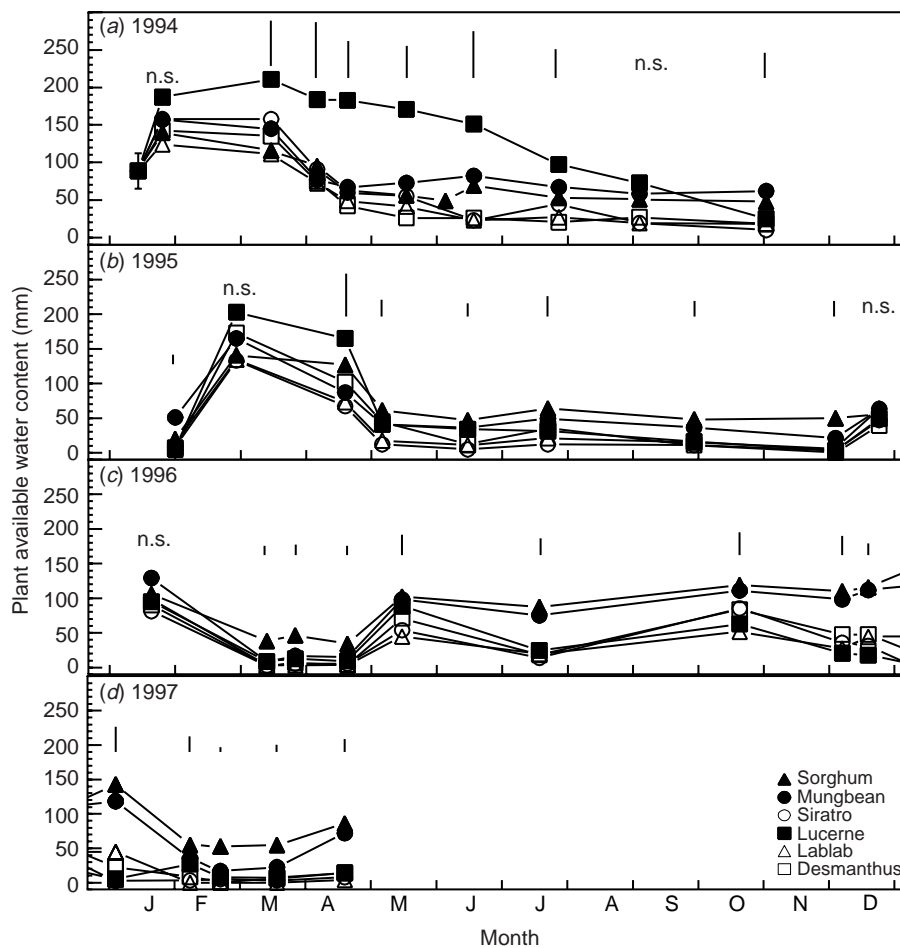 Plant available water content (mm)
(a) 1994
n.s.
n.s.
250
200
150
100
50
0
(b) 1995
n.s.
n.s.
250
200
150
100
50
0
(c) 1996
n.s.
250
200
150
100
50
0
(d) 1997
250
200
150
100
50
0
Sorghum
Mungbean
Siratro
Lucerne
Lablab
Desmanthus
J F M A M J J A S O N D
Month